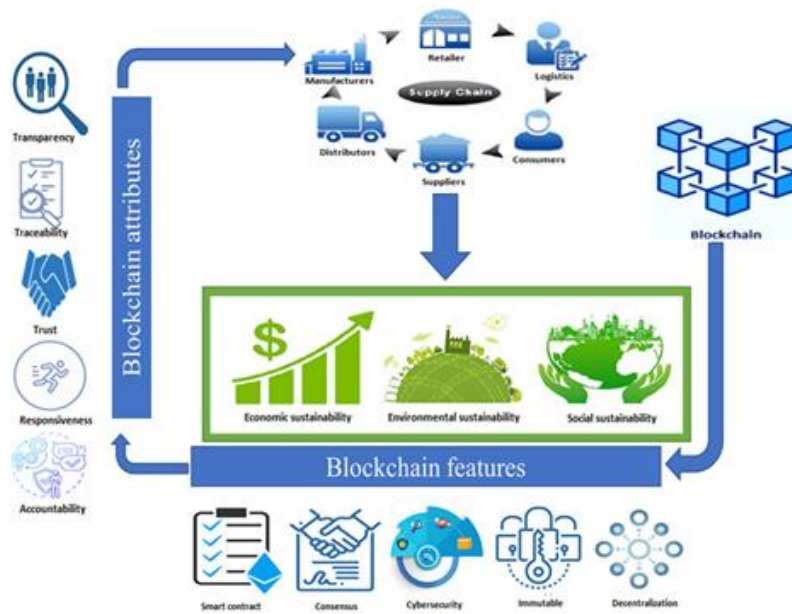 Retailer
Manufacturers
Logistics
Supply Chain
Distributors
Consumers
Suppliers
Transparency
Traceability
Trust
Responsiveness
Accountability
Blockchain attributes
Blockchain
Economic sustainability
Environmental sustainability
Social sustainability
Blockchain features
Smart contract
Consensus
Cybersecurity
Immutable
Decentralization